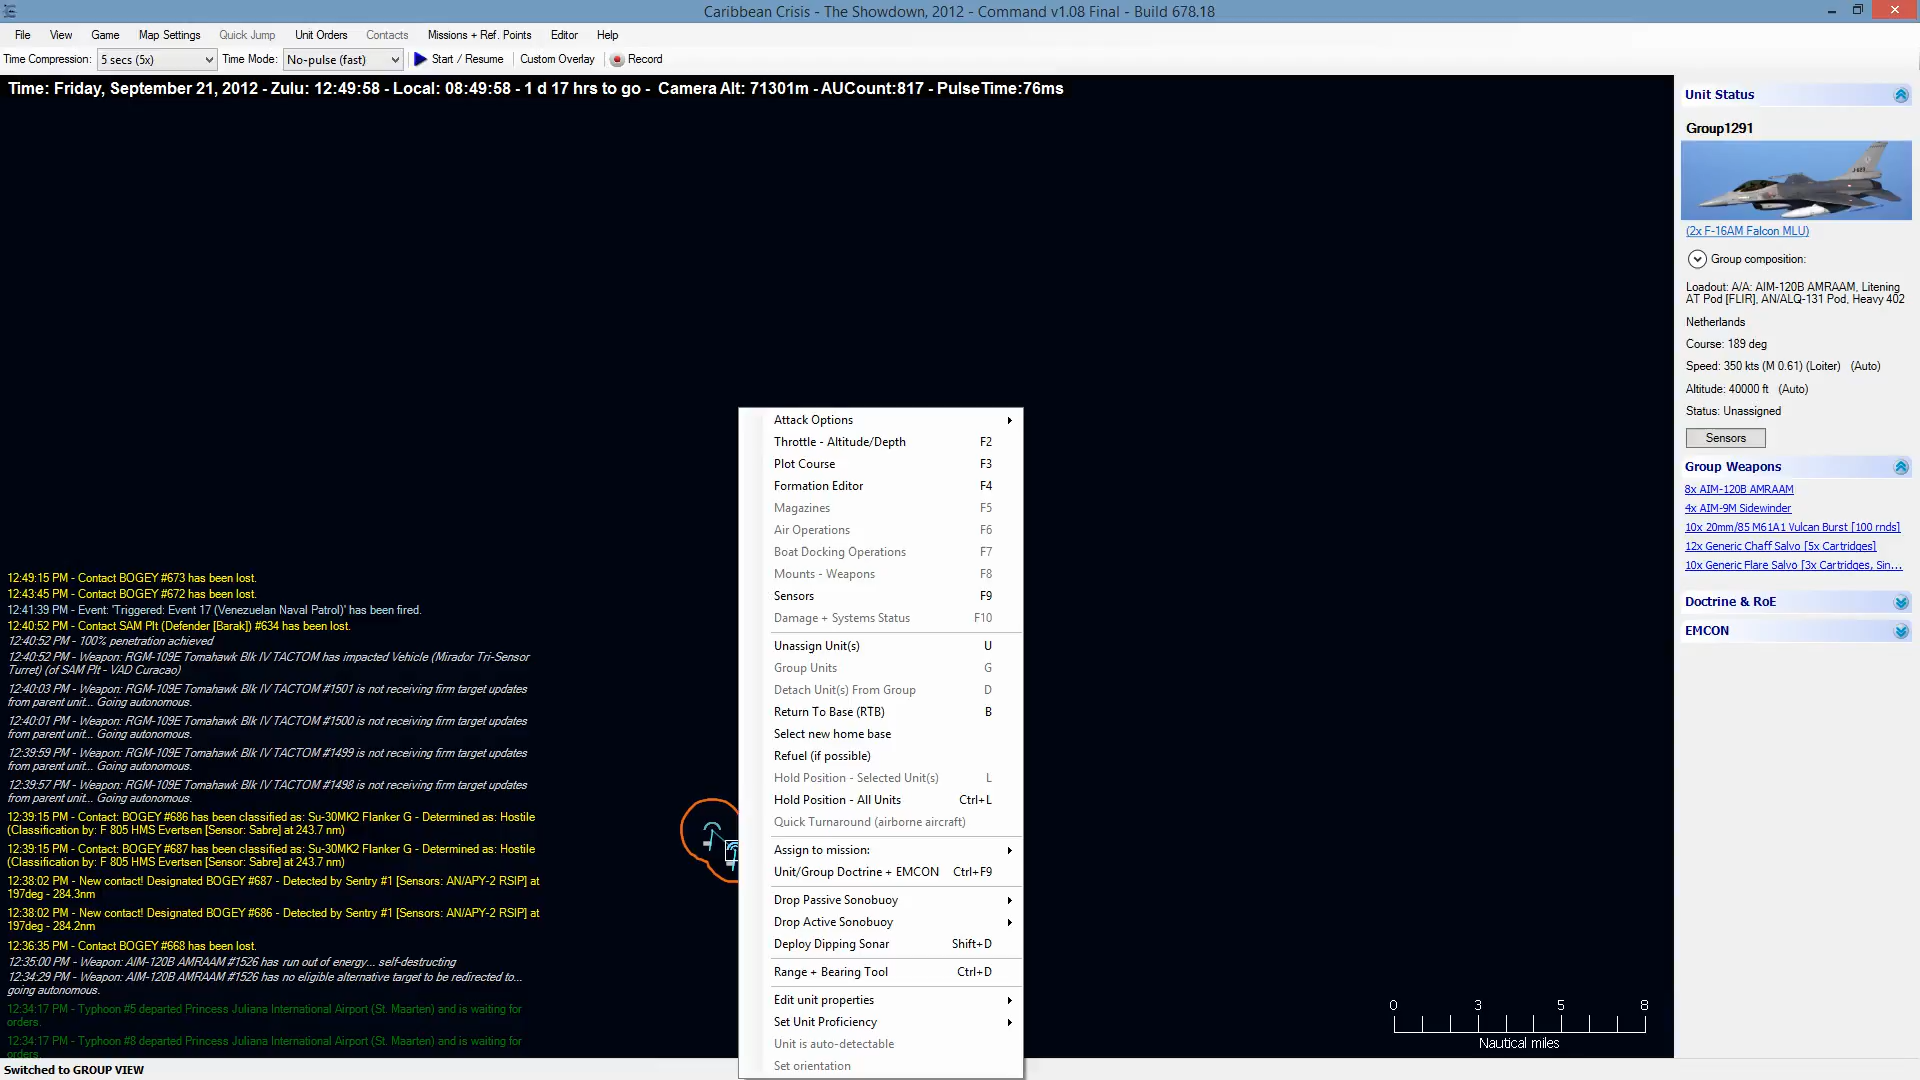 Caribbean Crisis - The Showdown, 2012 - Command v1.08 Final - Build 678.18
File View Game Map Settings Quick Jump Unit Orders Contacts Missions + Ref. Points Editor Help
Time Compression: 5 secs (5x) Time Mode: No-pulse (fast) Start / Resume Custom Overlay Record
Time: Friday, September 21, 2012 - Zulu: 12:49:58 - Local: 08:49:58 - 1 d 17 hrs to go - Camera Alt: 71301m - AUCount:817 - PulseTime:76ms
12:49:15 PM - Contact BOGEY #673 has been lost.
12:43:45 PM - Contact BOGEY #672 has been lost.
12:41:39 PM - Event: 'Triggered: Event 17 (Venezuelan Naval Patrol)' has been fired.
12:40:52 PM - Contact SAM Plt (Defender [Barak]) #634 has been lost.
12:40:52 PM - 100% penetration achieved
12:40:52 PM - Weapon: RGM-109E Tomahawk Blk IV TACTOM has impacted Vehicle (Mirador Tri-Sensor
Turret) (of SAM Plt - VAD Curacao)
12:40:03 PM - Weapon: RGM-109E Tomahawk Blk IV TACTOM #1501 is not receiving firm target updates
from parent unit... Going autonomous.
12:40:01 PM - Weapon: RGM-109E Tomahawk Blk IV TACTOM #1500 is not receiving firm target updates
from parent unit... Going autonomous.
12:39:59 PM - Weapon: RGM-109E Tomahawk Blk IV TACTOM #1499 is not receiving firm target updates
from parent unit... Going autonomous.
12:39:57 PM - Weapon: RGM-109E Tomahawk Blk IV TACTOM #1498 is not receiving firm target updates
from parent unit... Going autonomous.
12:39:15 PM - Contact: BOGEY #686 has been classified as: Su-30MK2 Flanker G - Determined as: Hostile
(Classification by: F 805 HMS Evertsen [Sensor: Sabre] at 243.7 nm)
12:39:15 PM - Contact: BOGEY #687 has been classified as: Su-30MK2 Flanker G - Determined as: Hostile
(Classification by: F 805 HMS Evertsen [Sensor: Sabre] at 243.7 nm)
12:38:02 PM - New contact! Designated BOGEY #687 - Detected by Sentry #1 [Sensors: AN/APY-2 RSIP] at
197deg - 284.3nm
12:38:02 PM - New contact! Designated BOGEY #686 - Detected by Sentry #1 [Sensors: AN/APY-2 RSIP] at
197deg - 284.2nm
12:36:35 PM - Contact BOGEY #668 has been lost.
12:35:00 PM - Weapon: AIM-120B AMRAAM #1526 has run out of energy... self-destructing
12:34:29 PM - Weapon: AIM-120B AMRAAM #1526 has no eligible alternative target to be redirected to...
going autonomous.
12:34:17 PM - Typhoon #5 departed Princess Juliana International Airport (St. Maarten) and is waiting for
orders.
12:34:17 PM - Typhoon #8 departed Princess Juliana International Airport (St. Maarten) and is waiting for
orders.
Attack Options
Throttle - Altitude/Depth F2
Plot Course F3
Formation Editor F4
Magazines F5
Air Operations F6
Boat Docking Operations F7
Mounts - Weapons F8
Sensors F9
Damage + Systems Status F10
Unassign Unit(s) U
Group Units G
Detach Unit(s) From Group D
Return To Base (RTB) B
Select new home base
Refuel (if possible)
Hold Position - Selected Unit(s) L
Hold Position - All Units Ctrl+L
Quick Turnaround (airborne aircraft)
Assign to mission:
Unit/Group Doctrine + EMCON Ctrl+F9
Drop Passive Sonobuoy
Drop Active Sonobuoy
Deploy Dipping Sonar Shift+D
Range + Bearing Tool Ctrl+D
Edit unit properties
Set Unit Proficiency
Unit is auto-detectable
Set orientation
0 3 5 8
Nautical miles
Unit Status
Group1291
(2x F-16AM Falcon MLU)
Group composition:
Loadout: A/A: AIM-120B AMRAAM, Litening
AT Pod [FLIR], AN/ALQ-131 Pod, Heavy 402
Netherlands
Course: 189 deg
Speed: 350 kts (M 0.61) (Loiter) (Auto)
Altitude: 40000 ft (Auto)
Status: Unassigned
Sensors
Group Weapons
8x AIM-120B AMRAAM
4x AIM-9M Sidewinder
10x 20mm/85 M61A1 Vulcan Burst [100 rnds]
12x Generic Chaff Salvo [5x Cartridges]
10x Generic Flare Salvo [3x Cartridges, Sin...
Doctrine & RoE
EMCON
Switched to GROUP VIEW